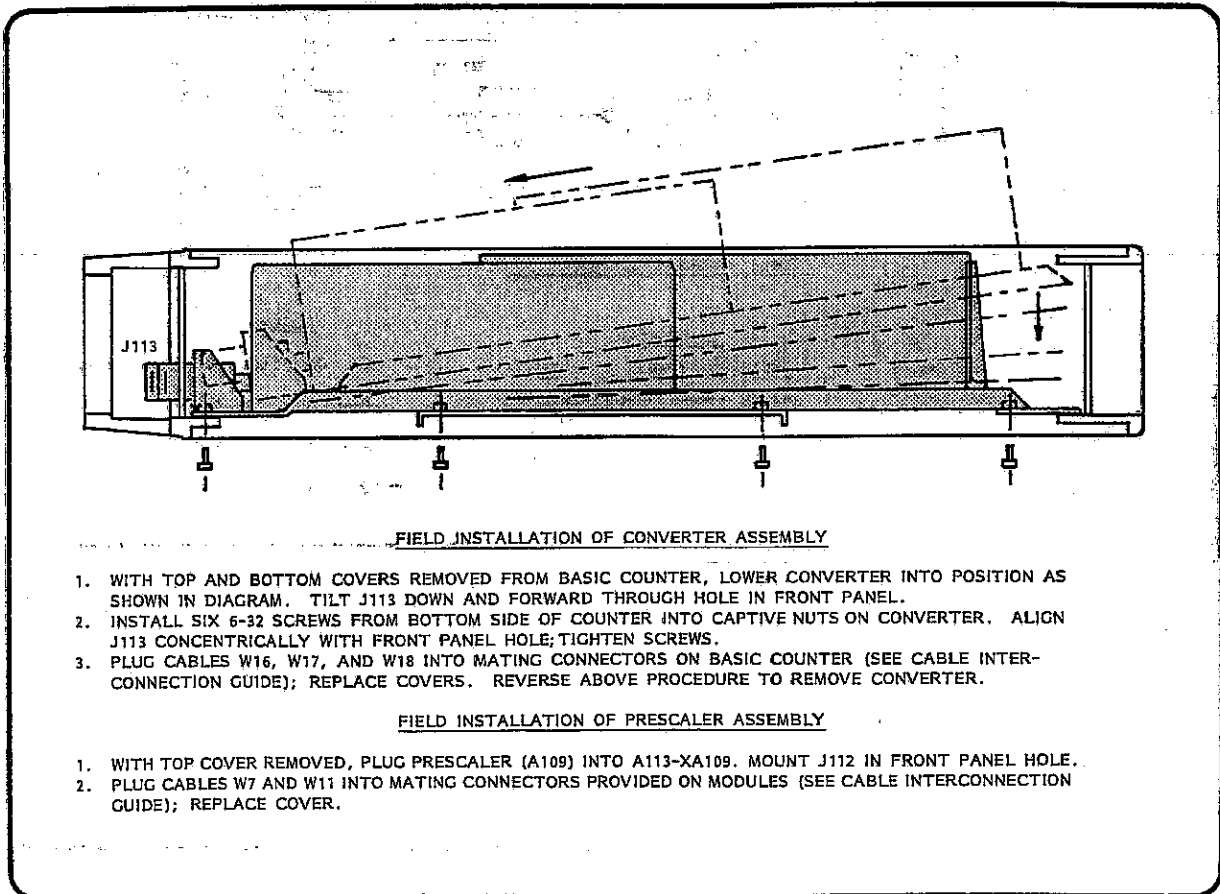 J113
FIELD INSTALLATION OF CONVERTER ASSEMBLY
1. WITH TOP AND BOTTOM COVERS REMOVED FROM BASIC COUNTER, LOWER CONVERTER INTO POSITION AS
SHOWN IN DIAGRAM. TILT J113 DOWN AND FORWARD THROUGH HOLE IN FRONT PANEL.
2. INSTALL SIX 6-32 SCREWS FROM BOTTOM SIDE OF COUNTER INTO CAPTIVE NUTS ON CONVERTER. ALIGN
J113 CONCENTRICALLY WITH FRONT PANEL HOLE; TIGHTEN SCREWS.
3. PLUG CABLES W16, W17, AND W18 INTO MATING CONNECTORS ON BASIC COUNTER (SEE CABLE INTER-
CONNECTION GUIDE); REPLACE COVERS. REVERSE ABOVE PROCEDURE TO REMOVE CONVERTER.
FIELD INSTALLATION OF PRESCALER ASSEMBLY
1. WITH TOP COVER REMOVED, PLUG PRESCALER (A109) INTO A113-XA109. MOUNT J112 IN FRONT PANEL HOLE.
2. PLUG CABLES W7 AND W11 INTO MATING CONNECTORS PROVIDED ON MODULES (SEE CABLE INTERCONNECTION
GUIDE); REPLACE COVER.